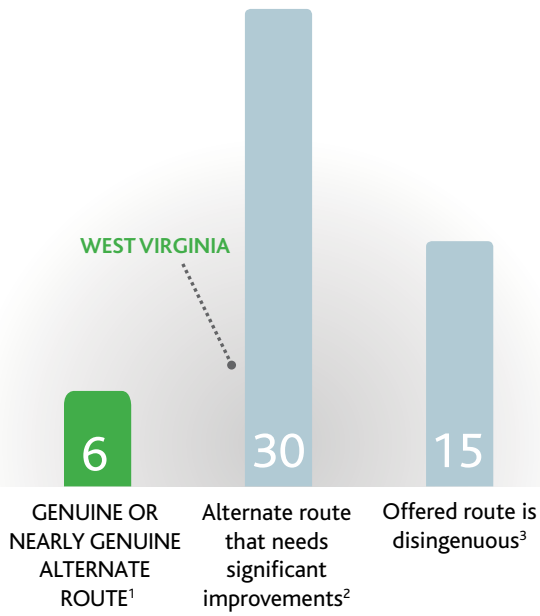 WEST VIRGINIA
6
30
15
GENUINE OR
NEARLY GENUINE
ALTERNATE
ROUTE¹
Alternate route
that needs
significant
improvements²
Offered route is
disingenuous³